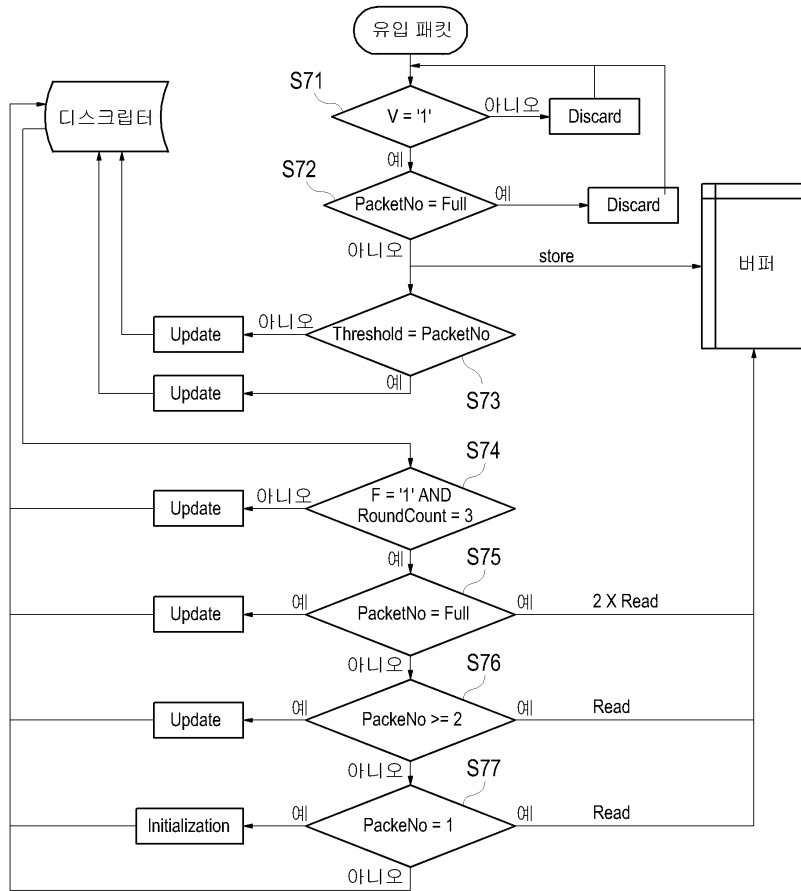 유입 패킷
S71
디스크립터
V = '1'
아니오
Discard
예
S72
PacketNo = Full
예
Discard
아니오
store
버퍼
Update
아니오
Threshold = PacketNo
Update
예
S73
S74
Update
아니오
F = '1' AND
RoundCount = 3
예
S75
Update
예
PacketNo = Full
예
2 X Read
아니오
S76
Update
예
PackeNo >= 2
예
Read
아니오
S77
Initialization
예
PackeNo = 1
예
Read
아니오